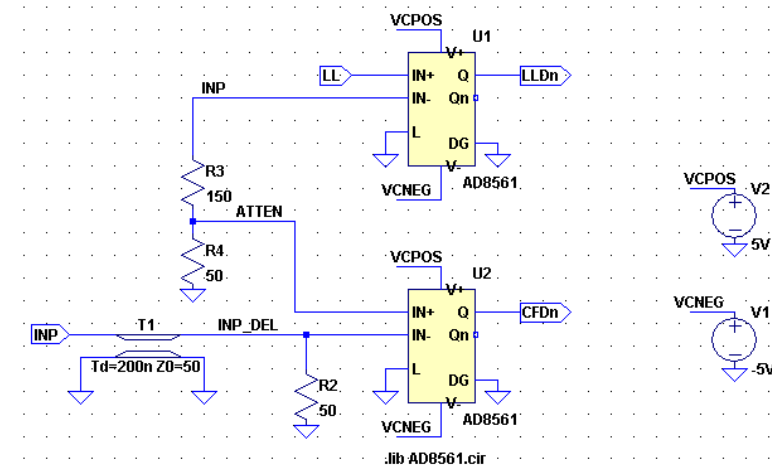 VCPOS
U1
V+
LL
IN+
Q
LLDn
INP
IN-
Qn
L
DG
V-
VCNEG
AD8561
R3
150
ATTEN
R4
50
VCPOS
V2
5V
VCPOS
U2
V+
IN+
Q
CFDn
INP
T1
INP_DEL
IN-
Qn
Td=200n Z0=50
L
DG
R2
50
V-
VCNEG
AD8561
VCNEG
V1
-5V
.lib AD8561.cir